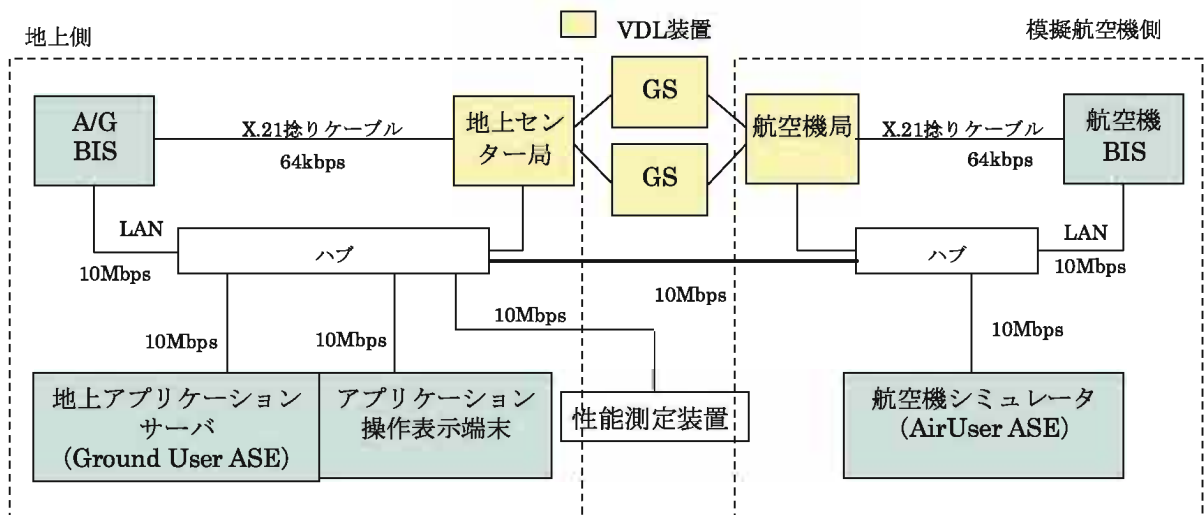 地上側
VDL装置
模擬航空機側
A/G
BIS
X.21捻りケーブル
64kbps
地上セン
ター局
GS
GS
航空機局
X.21捻りケーブル
64kbps
航空機
BIS
LAN
10Mbps
ハブ
10Mbps
ハブ
LAN
10Mbps
10Mbps
10Mbps
10Mbps
10Mbps
地上アプリケーション
サーバ
(Ground User ASE)
アプリケーション
操作表示端末
性能測定装置
航空機シミュレータ
(AirUser ASE)